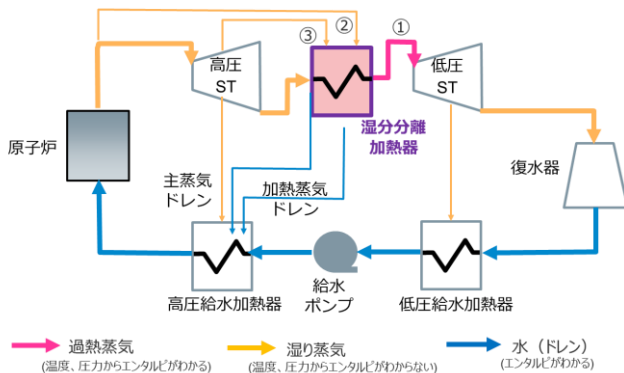 ② ①
③
高圧
ST
低圧
ST
湿分分離
加熱器
原子炉
復水器
主蒸気
ドレン
加熱蒸気
ドレン
給水
ポンプ
高圧給水加熱器
低圧給水加熱器
過熱蒸気
(温度、圧力からエンタルピがわかる)
湿り蒸気
(温度、圧力からエンタルピがわからない)
水（ドレン）
(エンタルピがわかる)